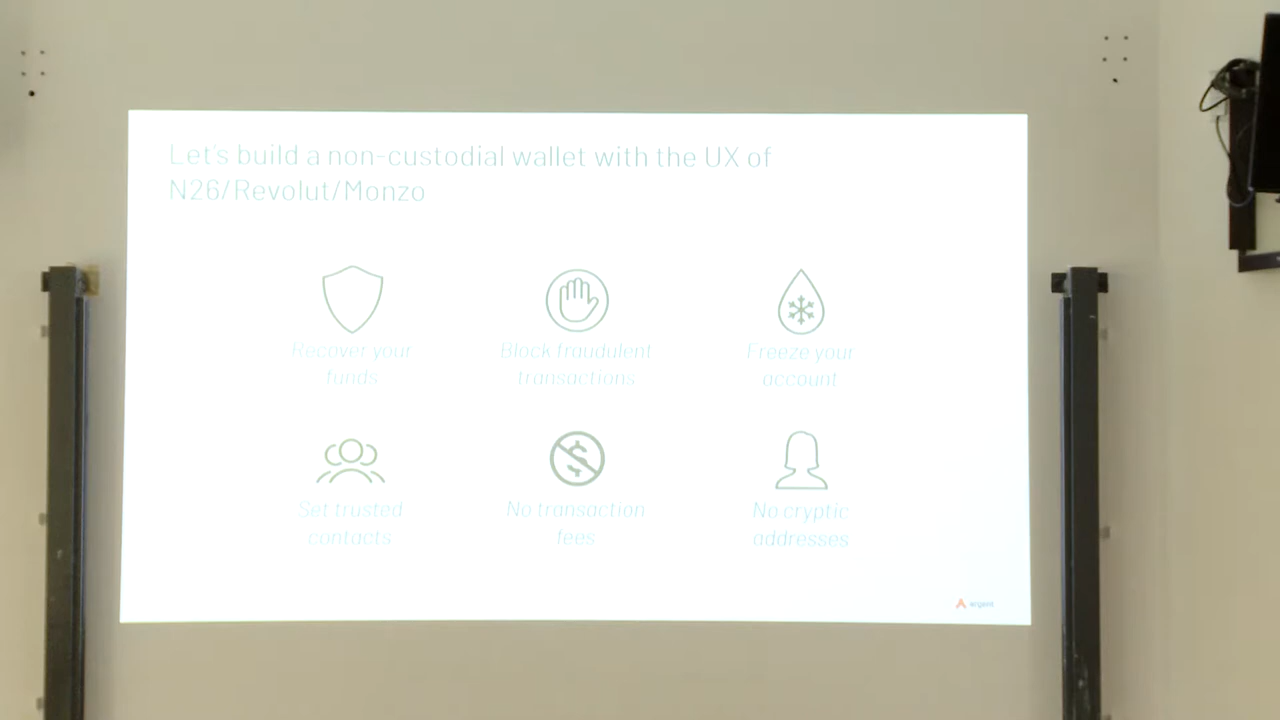 Let's build a non-custodial wallet with the UX of
N26/Revolut/Monzo
Recover your
funds
Block fraudulent
transactions
Freeze your
account
Set trusted
contacts
No transaction
fees
No cryptic
addresses
argent